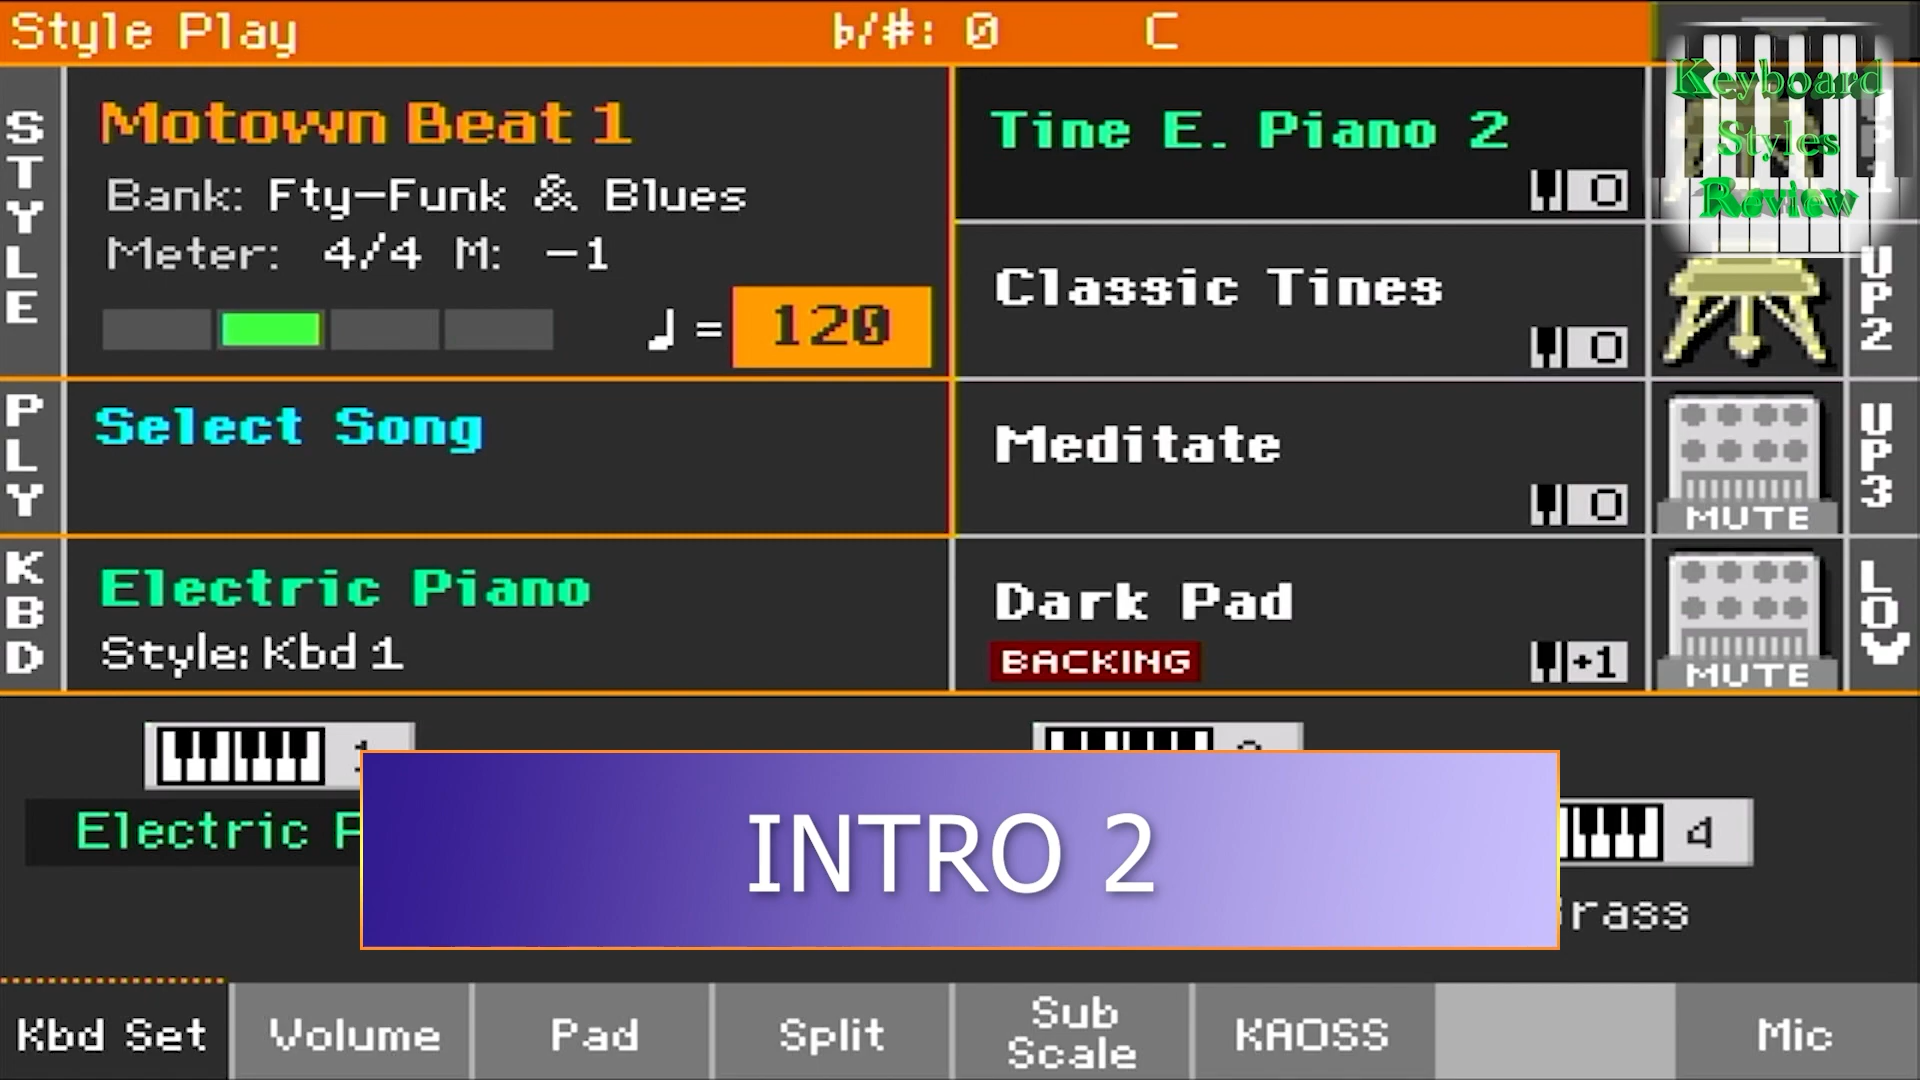 Style Play ♭/#: 0 C
Keyboard
Styles
Review
STYLE
Motown Beat 1
Bank: Fty-Funk & Blues
Meter: 4/4 M: -1
♩ = 120
Tine E. Piano 2
0
Classic Tines
0
UP2
PLY
Select Song
Meditate
0
MUTE
UP3
KBD
Electric Piano
Style: Kbd 1
Dark Pad
BACKING
+1
MUTE
LOW
1
Electric
4
INTRO 2
Kbd Set
Volume
Pad
Split
Sub
Scale
KAOSS
Mic